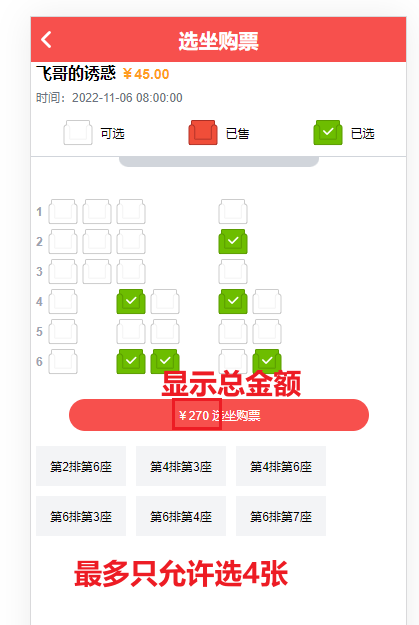 选坐购票
飞哥的诱惑 ￥45.00
时间：2022-11-06 08:00:00
可选 已售 已选
1
2
3
4
5
6
显示总金额
￥270 选坐购票
第2排第6座 第4排第3座 第4排第6座
第6排第3座 第6排第4座 第6排第7座
最多只允许选4张